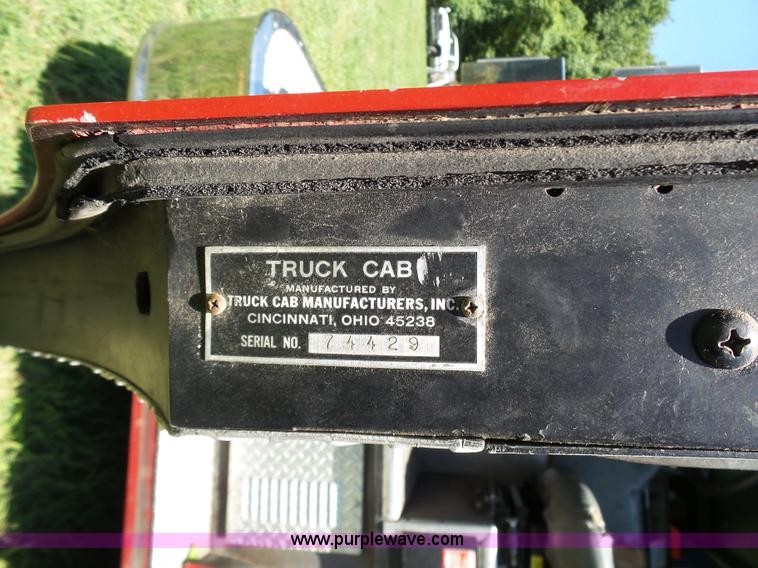 TRUCK CAB
MANUFACTURED BY
TRUCK CAB MANUFACTURERS, INC.
CINCINNATI, OHIO 45238
SERIAL NO. 74429
www.purplewave.com